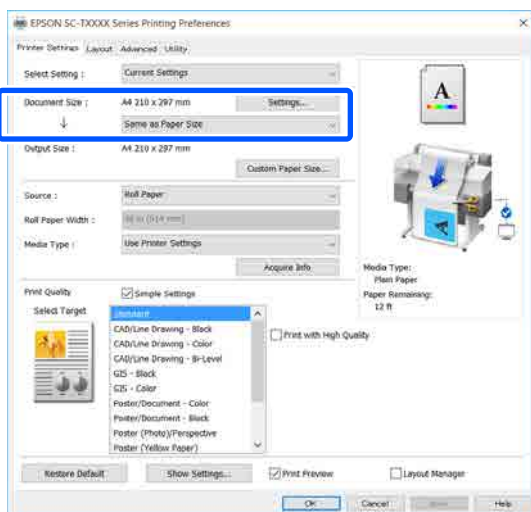 EPSON SC-TXXXX Series Printing Preferences
Printer Settings Layout Advanced Utility
Select Setting : Current Settings
Document Size : A4 210 x 297 mm Settings...
Same as Paper Size
Output Size : A4 210 x 297 mm
Custom Paper Size...
Source : Roll Paper
Roll Paper Width :
Media Type : Use Printer Settings
Acquire Info
A
Media Type:
Plain Paper
Paper Remaining:
12 ft
Print Quality Simple Settings
Select Target
Standard
CAD/Line Drawing - Black
CAD/Line Drawing - Color
CAD/Line Drawing - Bi-Level
GIS - Black
GIS - Color
Poster/Document - Color
Poster/Document - Black
Poster (Photo)/Perspective
Poster (Yellow Paper)
Print with High Quality
Restore Default Show Settings... Print Preview Layout Manager
OK Cancel Help